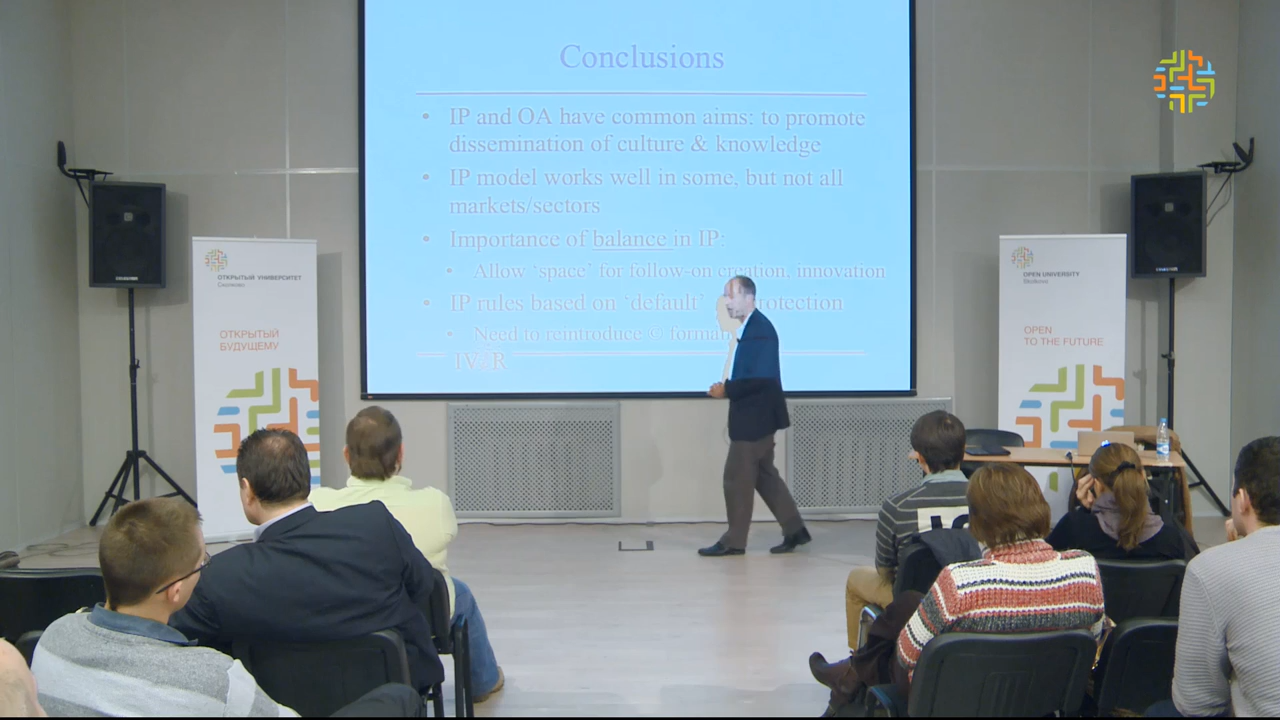 Conclusions
• IP and OA have common aims: to promote
dissemination of culture & knowledge
• IP model works well in some, but not all
markets/sectors
• Importance of balance in IP:
• Allow ‘space’ for follow-on creation, innovation
• IP rules based on ‘default’ protection
• Need to reintroduce © formali
IViR
ОТКРЫТЫЙ УНИВЕРСИТЕТ
Сколково
ОТКРЫТЫЙ
БУДУЩЕМУ
OPEN UNIVERSITY
Skolkovo
OPEN
TO THE FUTURE